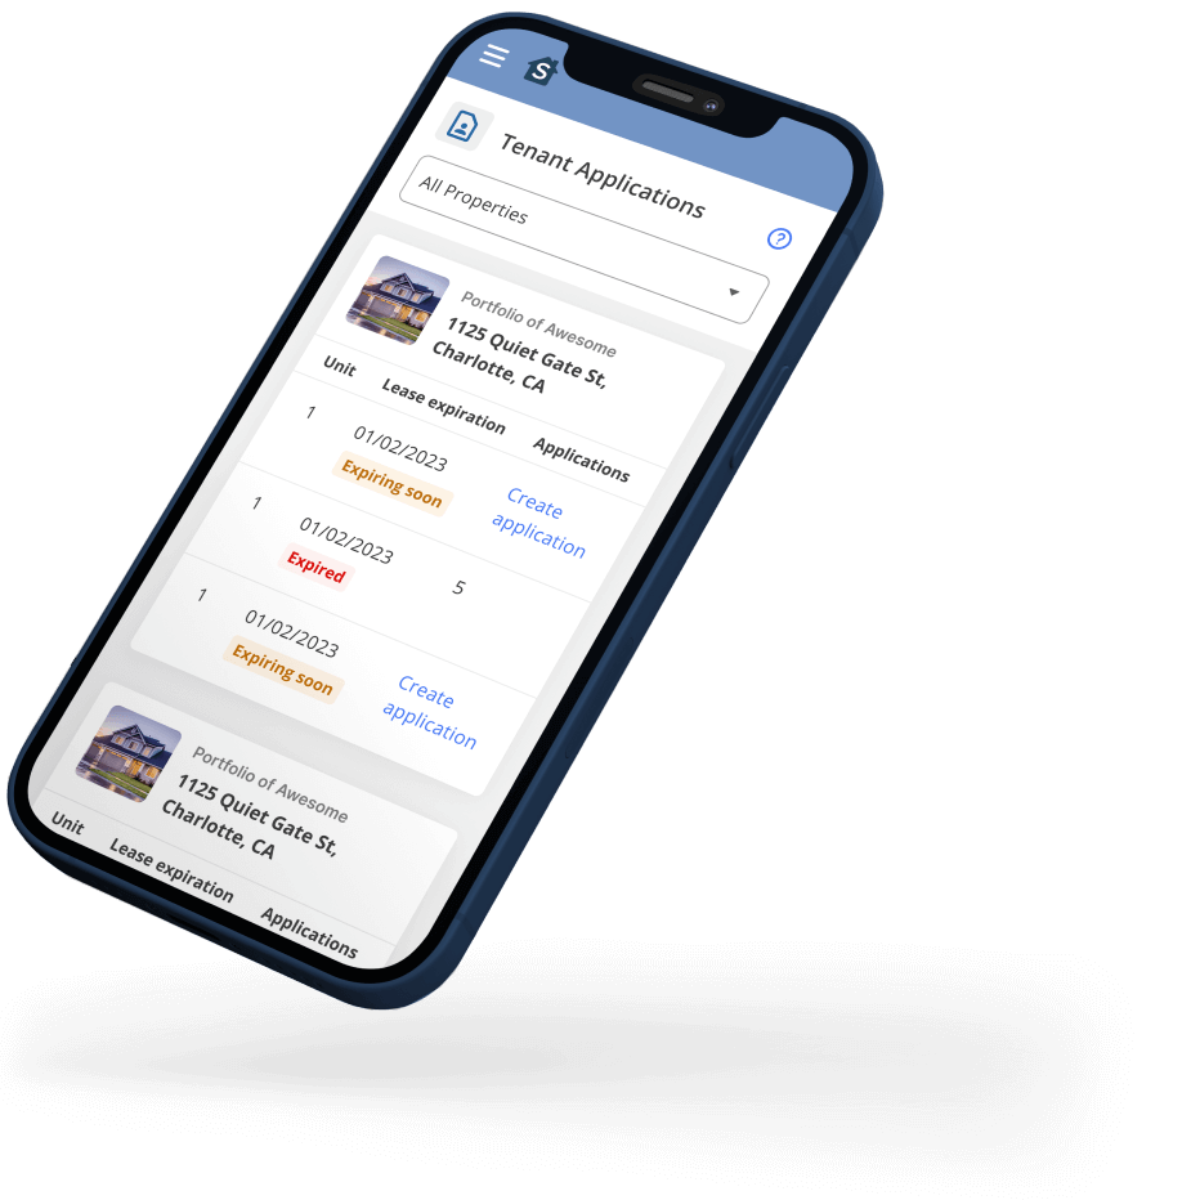 S
Tenant Applications
?
All Properties
Portfolio of Awesome
1125 Quiet Gate St,
Charlotte, CA
Unit Lease expiration Applications
1 01/02/2023 Create
Expiring soon application
1 01/02/2023 5
Expired
1 01/02/2023 Create
Expiring soon application
Portfolio of Awesome
1125 Quiet Gate St,
Charlotte, CA
Unit Lease expiration Applications